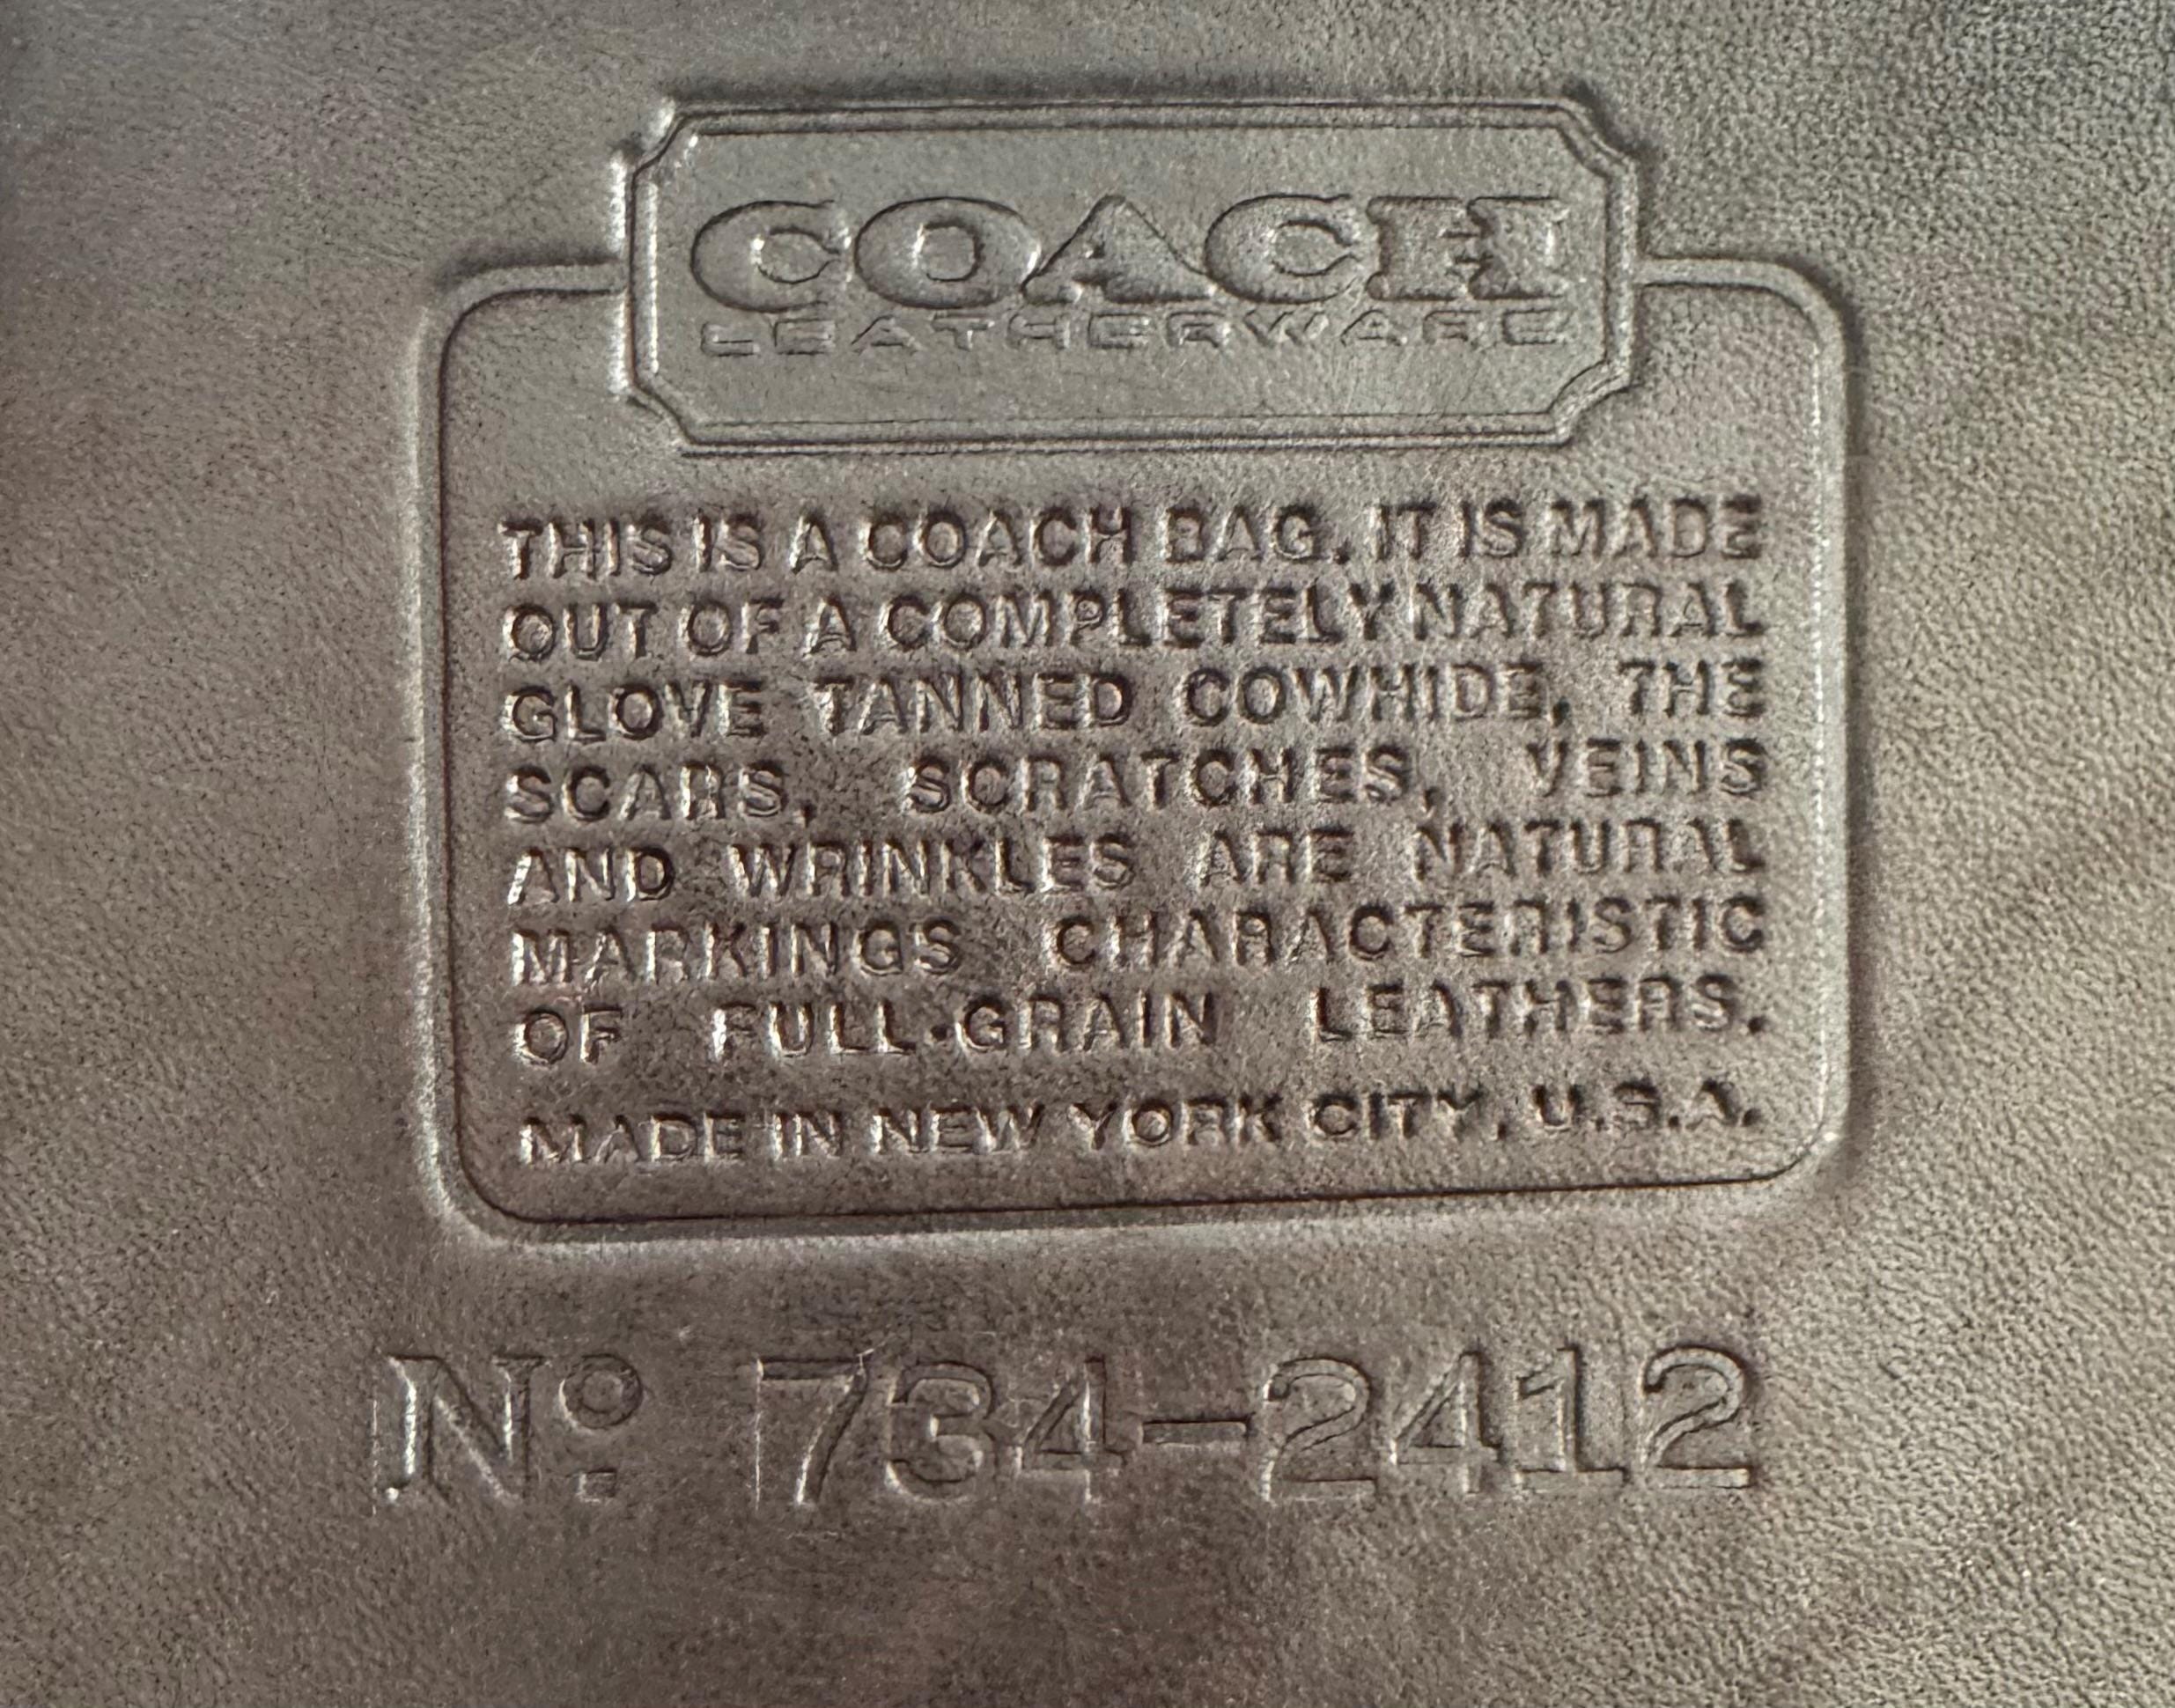 COACH
LEATHERWARE
THIS IS A COACH BAG. IT IS MADE
OUT OF A COMPLETELY NATURAL
GLOVE TANNED COWHIDE, THE
SCARS, SCRATCHES, VEINS
AND WRINKLES ARE NATURAL
MARKINGS CHARACTERISTIC
OF FULL-GRAIN LEATHERS.
MADE IN NEW YORK CITY, U.S.A.
Nº 734-2412